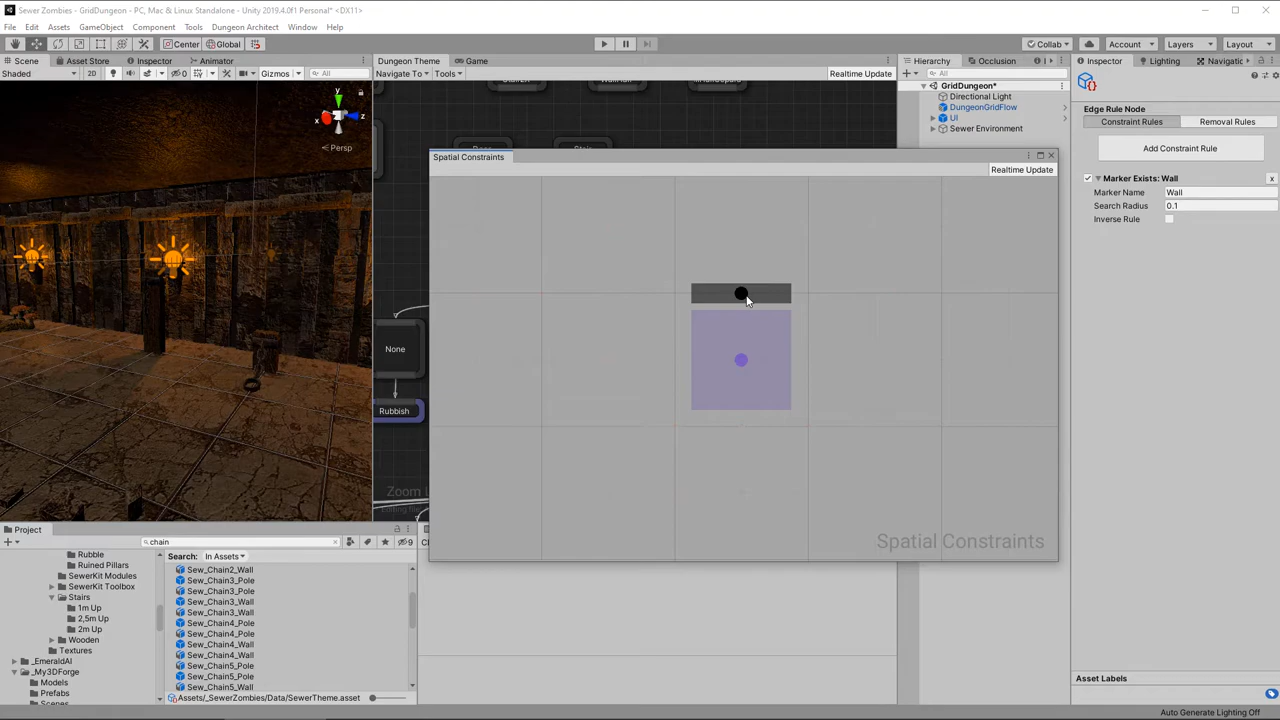 Sewer Zombies - GridDungeon - PC, Mac & Linux Standalone - Unity 2019.4.0f1 Personal* <DX11>
File Edit Assets GameObject Component Tools Dungeon Architect Window Help
Center Global Collab Account Layers Layout
Scene Asset Store Animator
Shaded 2D 0 Gizmos All
y
x z
Persp
Dungeon Theme Game
Navigate To Tools Realtime Update
None
Rubbish
Spatial Constraints
Realtime Update
Spatial Constraints
Hierarchy Occlusion
All
GridDungeon*
Directional Light
DungeonGridFlow
UI
Sewer Environment
Inspector Lighting Navigatic
Edge Rule Node
Constraint Rules Removal Rules
Add Constraint Rule
Marker Exists: Wall x
Marker Name Wall
Search Radius 0.1
Inverse Rule
Asset Labels
Project
chain 9
Rubble
Ruined Pillars
SewerKit Modules
SewerKit Toolbox
Stairs
1m Up
2,5m Up
2m Up
Wooden
Textures
_EmeraldAI
_My3DForge
Models
Prefabs
Scenes
Search: In Assets
Sew_Chain2_Wall
Sew_Chain3_Pole
Sew_Chain3_Pole
Sew_Chain3_Wall
Sew_Chain3_Wall
Sew_Chain4_Pole
Sew_Chain4_Pole
Sew_Chain4_Wall
Sew_Chain4_Wall
Sew_Chain5_Pole
Sew_Chain5_Pole
Sew_Chain5_Wall
Assets/_SewerZombies/Data/SewerTheme.asset
Auto Generate Lighting Off